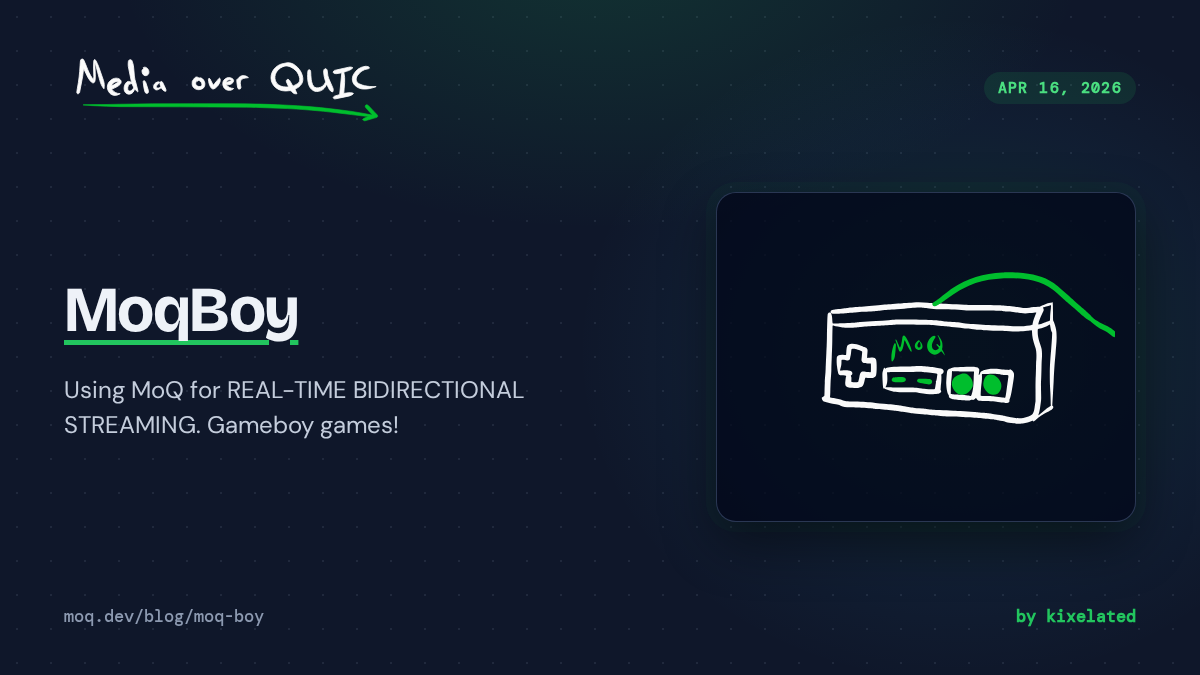 Media over QUIC
APR 16, 2026
MoqBoy
Using MoQ for REAL-TIME BIDIRECTIONAL
STREAMING. Gameboy games!
MoQ
moq.dev/blog/moq-boy
by kixelated